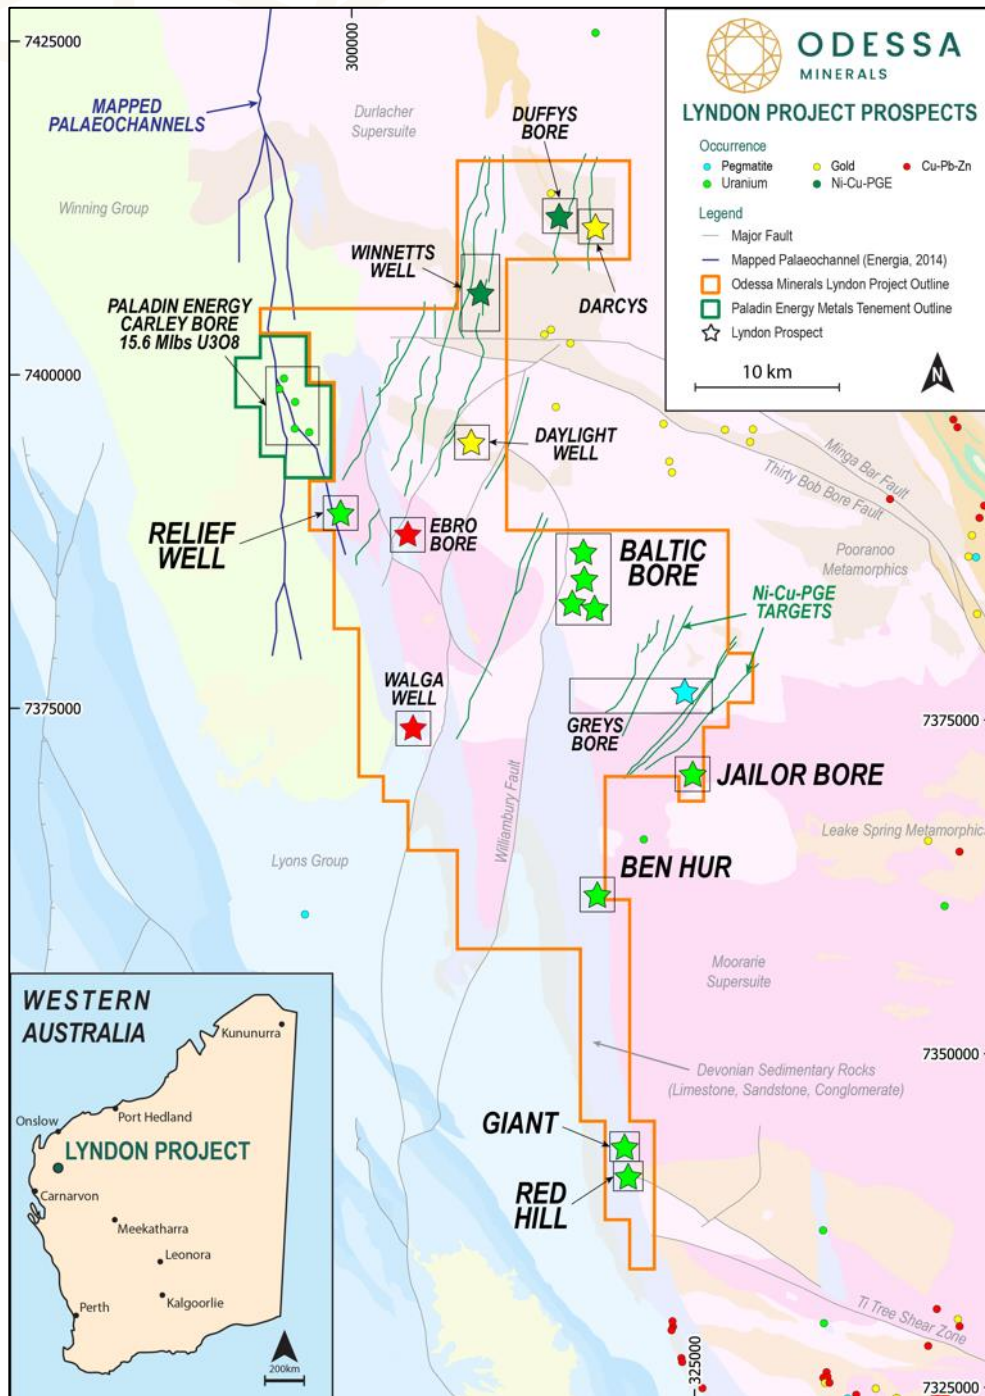 7425000
300000
ODESSA
MINERALS
LYNDON PROJECT PROSPECTS
Occurrence
Pegmatite
Gold
Cu-Pb-Zn
Uranium
Ni-Cu-PGE
Legend
Major Fault
Mapped Palaeochannel (Energia, 2014)
Odessa Minerals Lyndon Project Outline
Paladin Energy Metals Tenement Outline
Lyndon Prospect
10 km
N
MAPPED
PALAEOCHANNELS
Durlacher
Supersuite
DUFFYS
BORE
Winning Group
WINNETTS
WELL
DARCYS
PALADIN ENERGY
CARLEY BORE
15.6 Mlbs U3O8
7400000
DAYLIGHT
WELL
Minga Bar Fault
Thirty Bob Bore Fault
RELIEF
WELL
EBRO
BORE
BALTIC
BORE
Pooranoo
Metamorphics
Ni-Cu-PGE
TARGETS
WALGA
WELL
7375000
GREYS
BORE
7375000
JAILOR BORE
Williambury Fault
Leake Spring Metamorphics
Lyons Group
BEN HUR
Moorarie
Supersuite
7350000
Devonian Sedimentary Rocks
(Limestone, Sandstone, Conglomerate)
GIANT
RED
HILL
Ti Tree Shear Zone
325000
7325000
WESTERN
AUSTRALIA
Kununurra
Port Hedland
Onslow
LYNDON PROJECT
Carnarvon
Meekatharra
Leonora
Kalgoorlie
Perth
200km